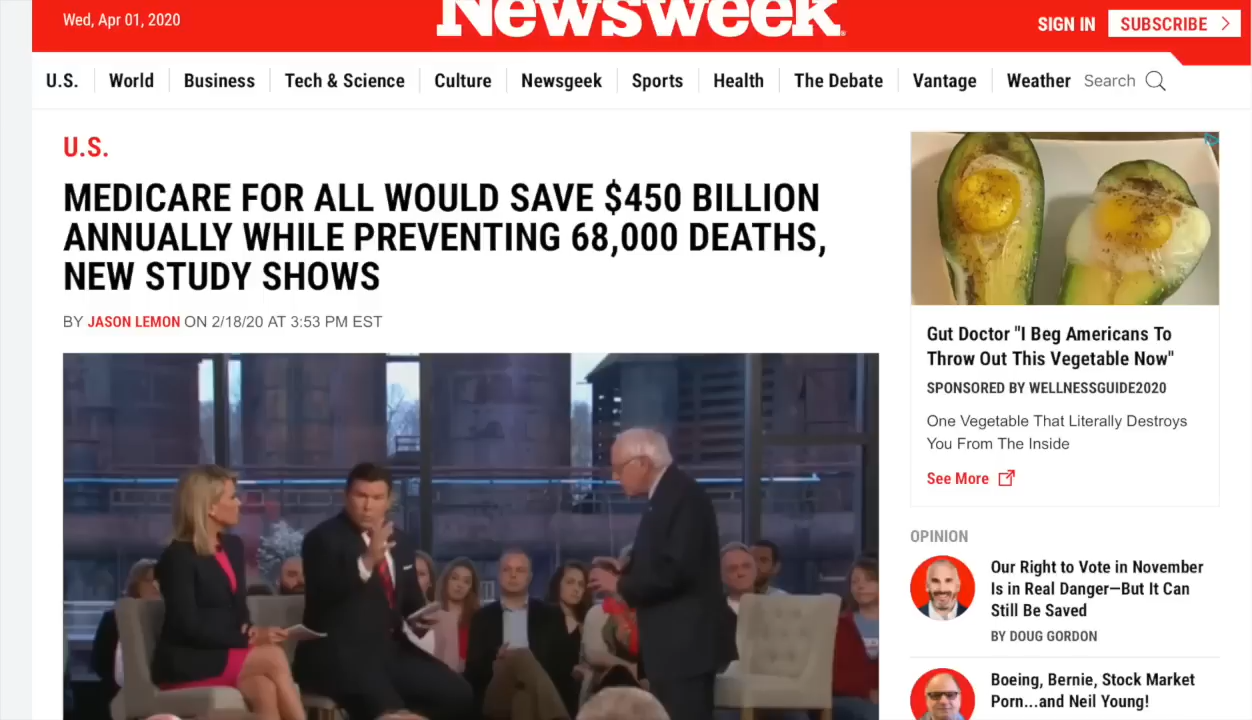 Wed, Apr 01, 2020
Newsweek
SIGN IN
SUBSCRIBE
U.S.
World
Business
Tech & Science
Culture
Newsgeek
Sports
Health
The Debate
Vantage
Weather
Search
U.S.
MEDICARE FOR ALL WOULD SAVE $450 BILLION
ANNUALLY WHILE PREVENTING 68,000 DEATHS,
NEW STUDY SHOWS
BY JASON LEMON ON 2/18/20 AT 3:53 PM EST
Gut Doctor "I Beg Americans To
Throw Out This Vegetable Now"
SPONSORED BY WELLNESSGUIDE2020
One Vegetable That Literally Destroys
You From The Inside
See More
OPINION
Our Right to Vote in November
Is in Real Danger—But It Can
Still Be Saved
BY DOUG GORDON
Boeing, Bernie, Stock Market
Porn...and Neil Young!